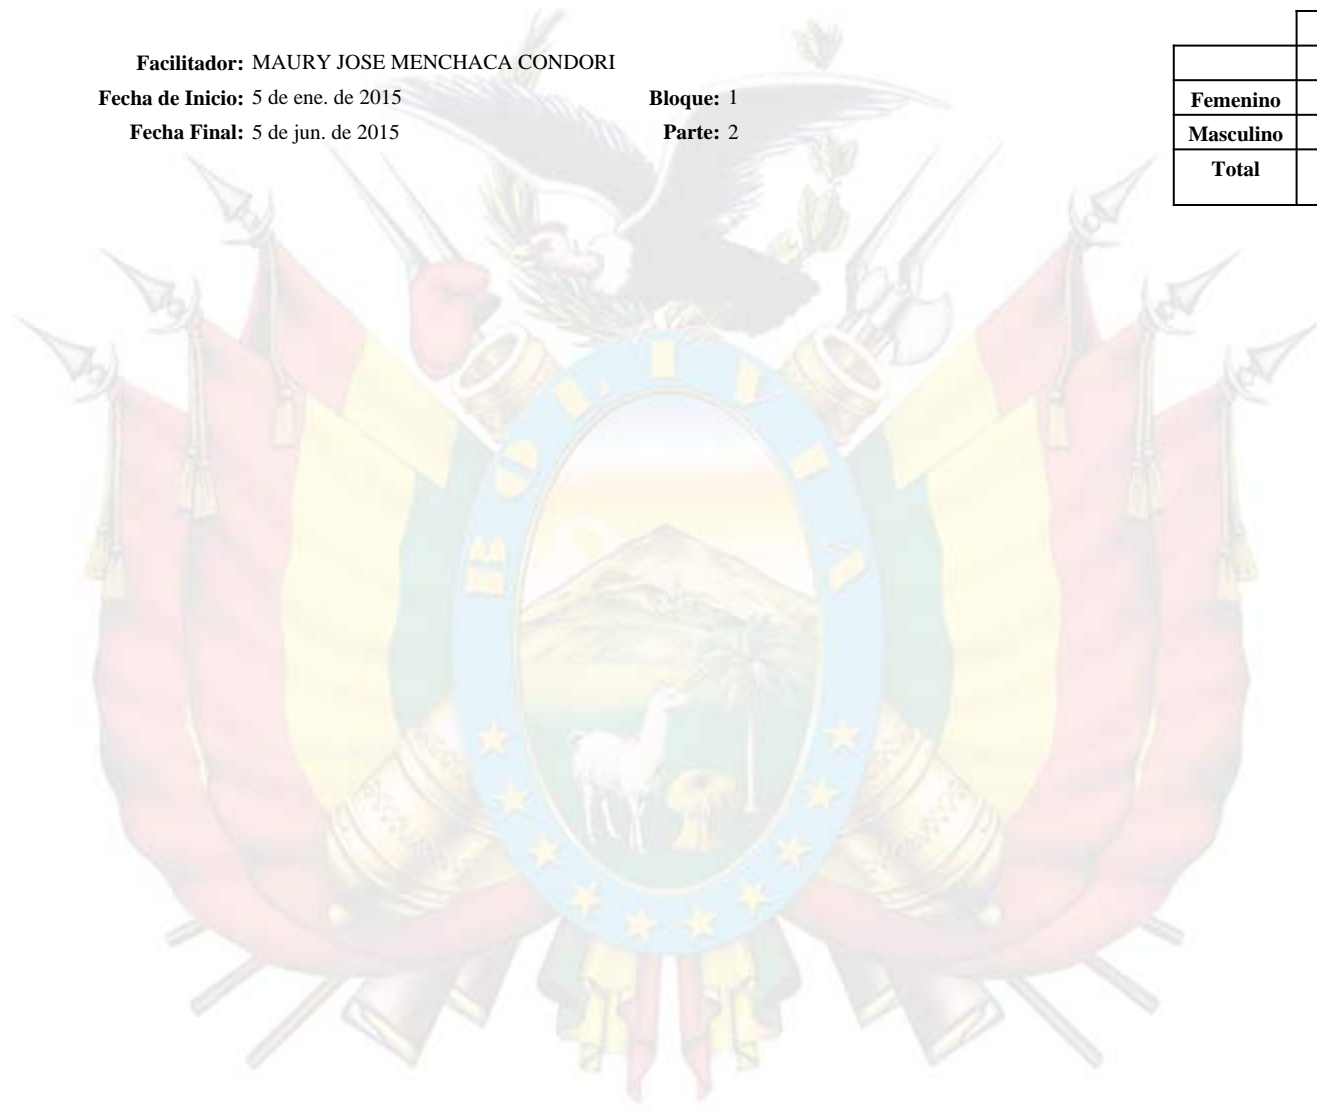 Facilitador: MAURY JOSE MENCHACA CONDORI
Fecha de Inicio: 5 de ene. de 2015 Bloque: 1
Femenino
Fecha Final: 5 de jun. de 2015 Parte: 2
Masculino
Total
BOLIVIA